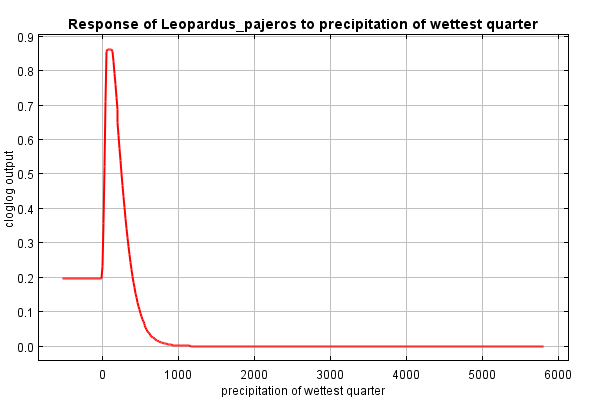 Response of Leopardus_pajeros to precipitation of wettest quarter
cloglog output
0.9
0.8
0.7
0.6
0.5
0.4
0.3
0.2
0.1
0.0
0 1000 2000 3000 4000 5000 6000
precipitation of wettest quarter